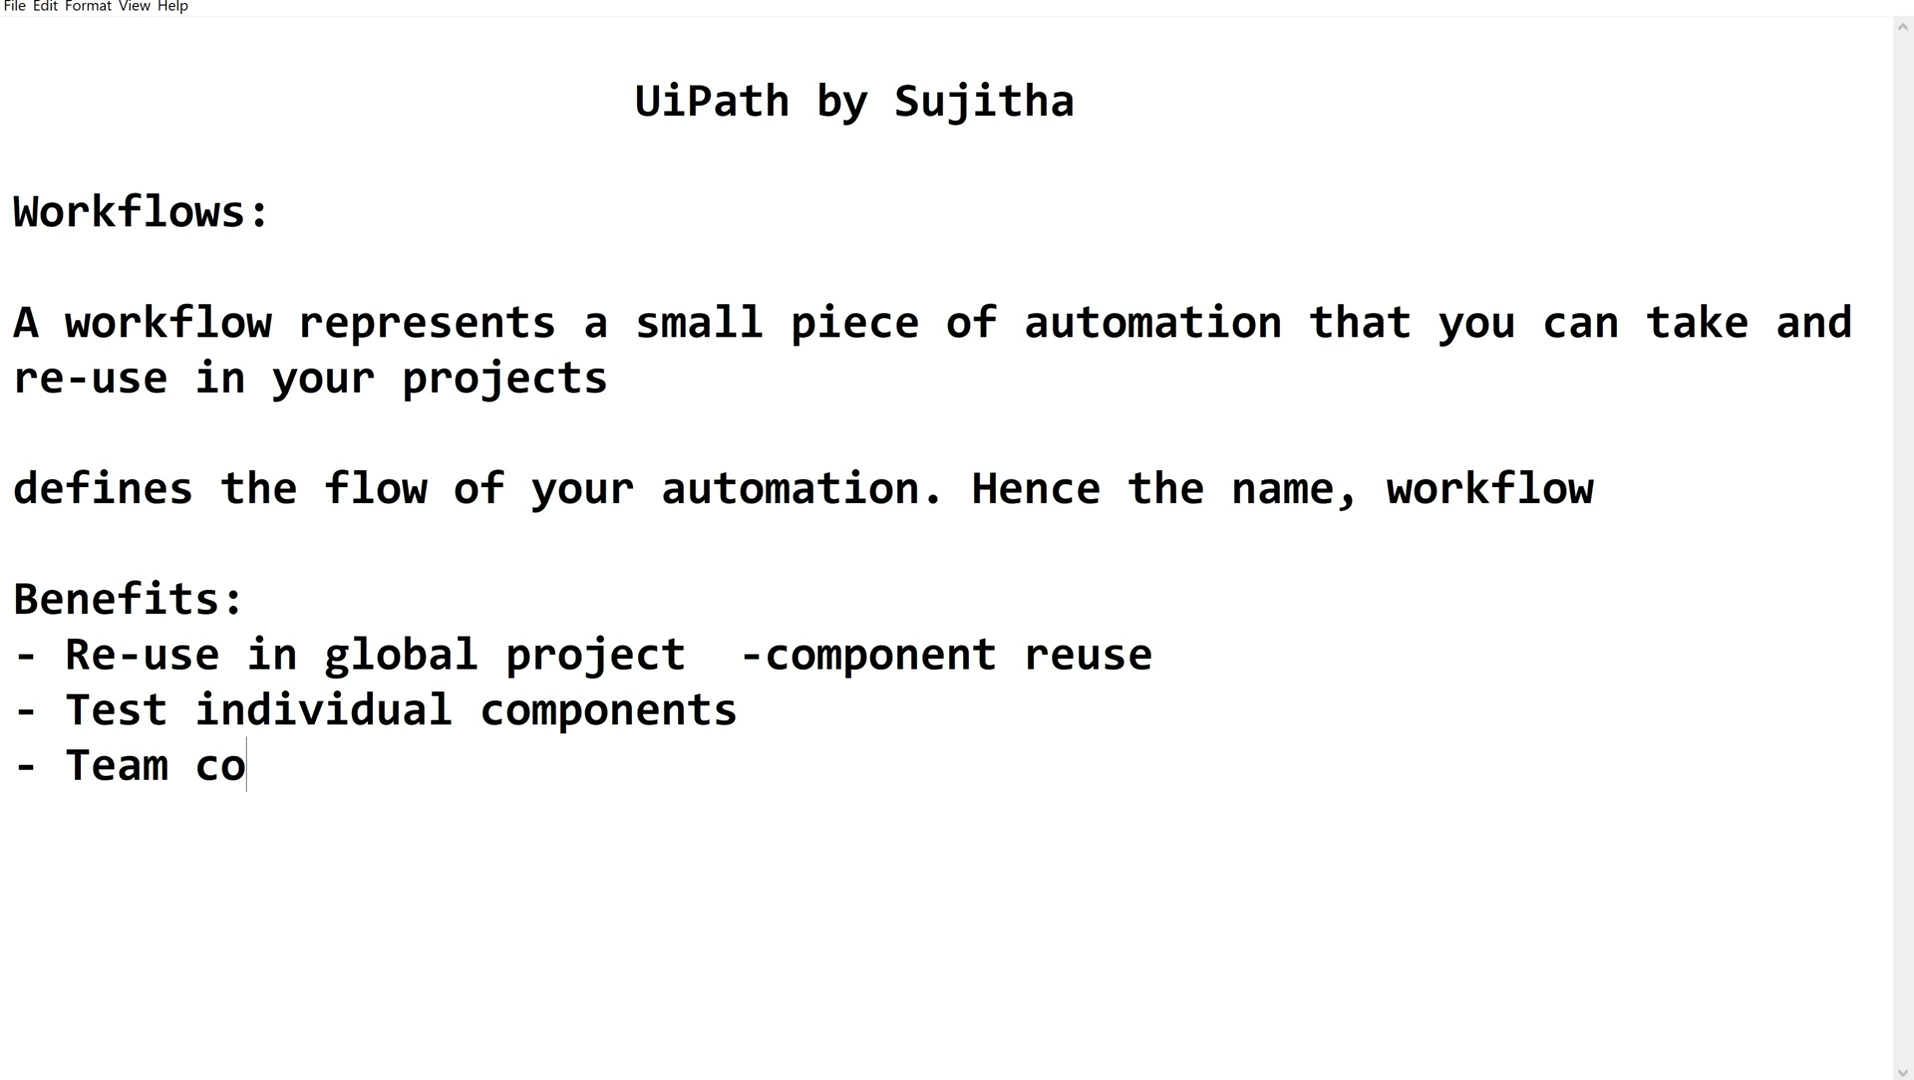 File Edit Format View Help
UiPath by Sujitha
Workflows:
A workflow represents a small piece of automation that you can take and
re-use in your projects
defines the flow of your automation. Hence the name, workflow
Benefits:
- Re-use in global project  -component reuse
- Test individual components
- Team co